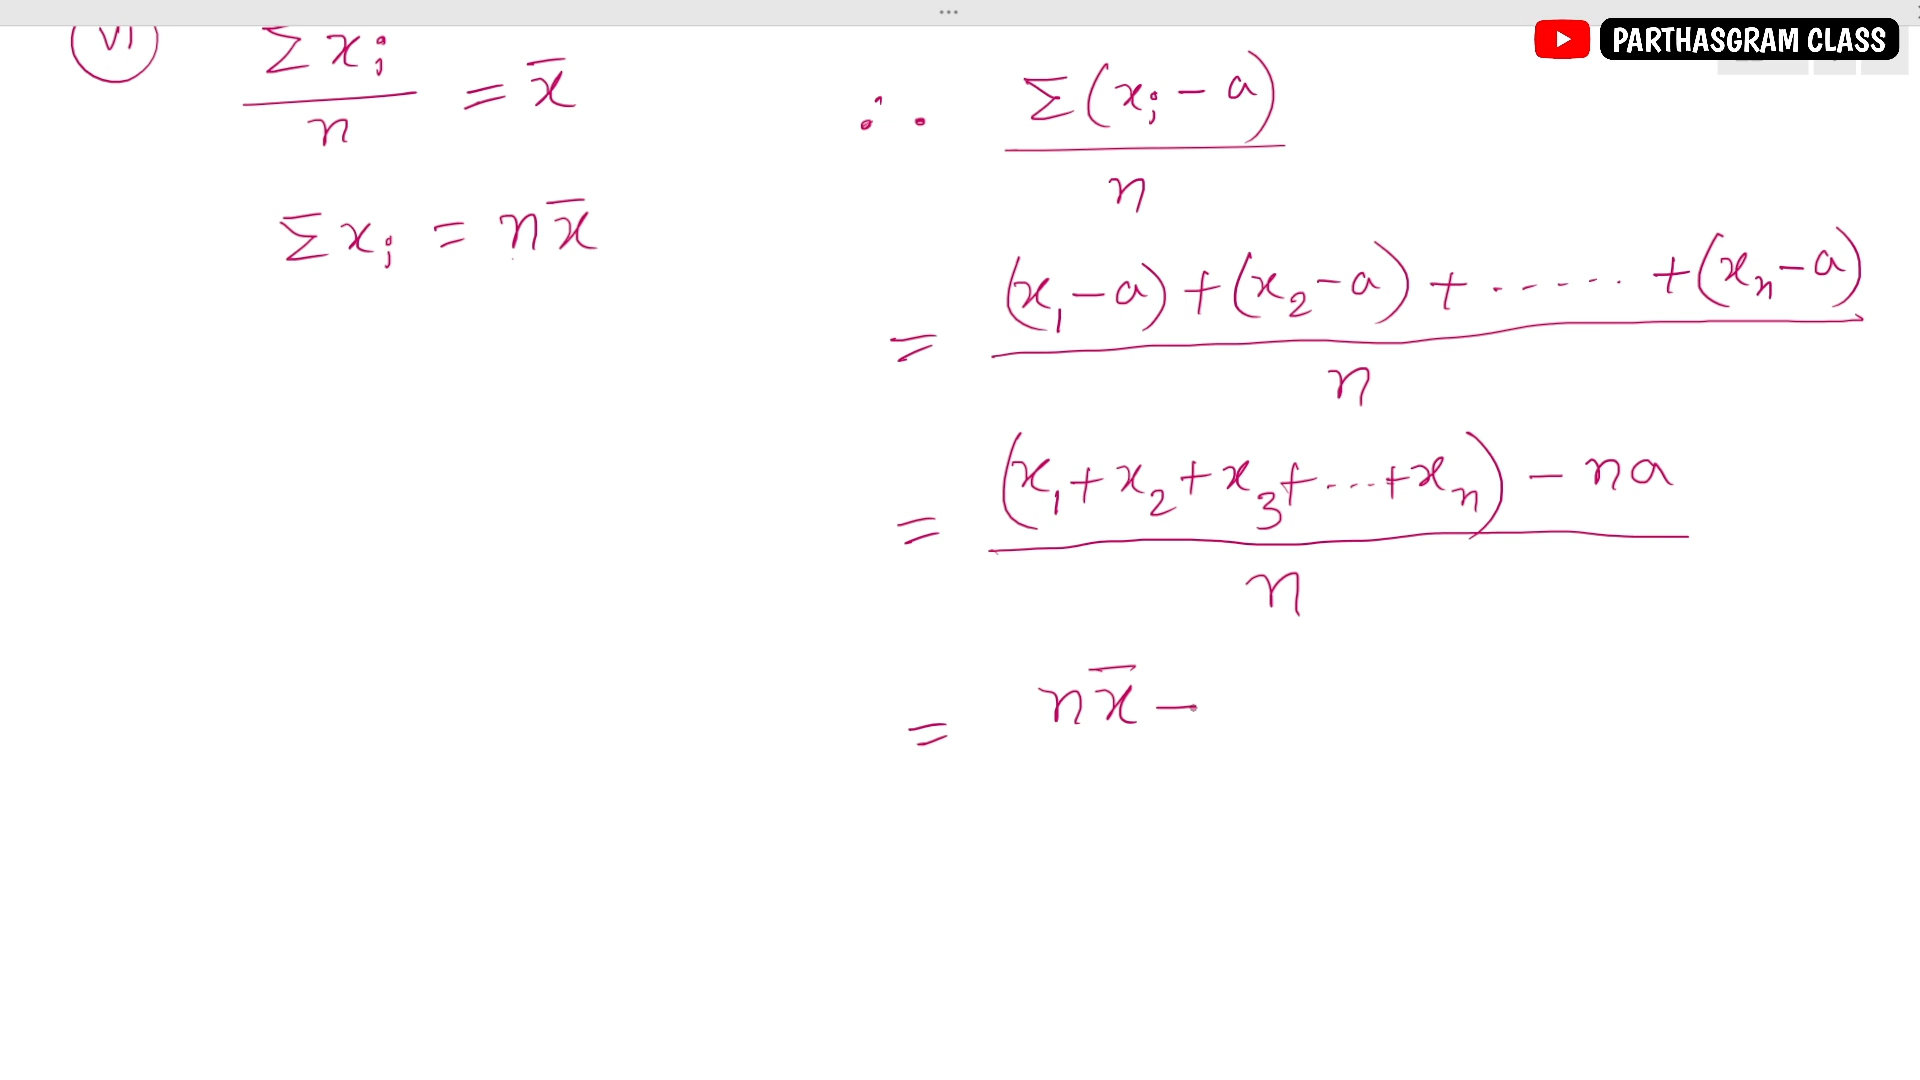 ...
PARTHASGRAM CLASS
(vi) Σxᵢ / n = x̄
Σxᵢ = nx̄
∴ Σ(xᵢ - a) / n
= (x₁ - a) + (x₂ - a) + ...... + (xₙ - a) / n
= (x₁ + x₂ + x₃ + ... + xₙ) - na / n
= nx̄ -